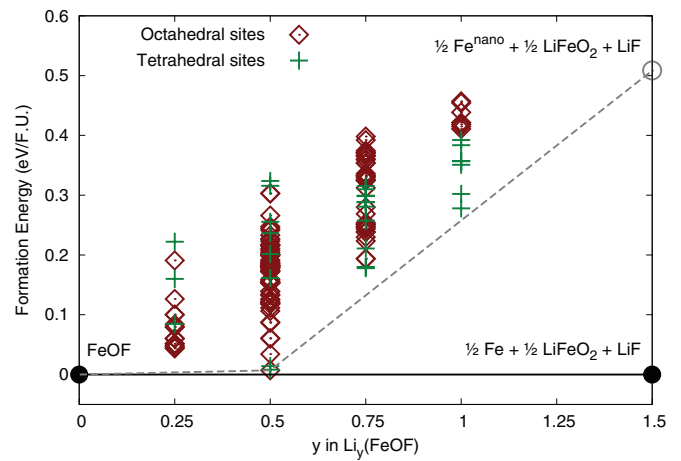 0.6
0.5
0.4
0.3
0.2
0.1
0
Formation Energy (eV/F.U.)
Octahedral sites
Tetrahedral sites
½ Fe^nano + ½ LiFeO₂ + LiF
FeOF
½ Fe + ½ LiFeO₂ + LiF
0 0.25 0.5 0.75 1 1.25 1.5
y in Li_y(FeOF)